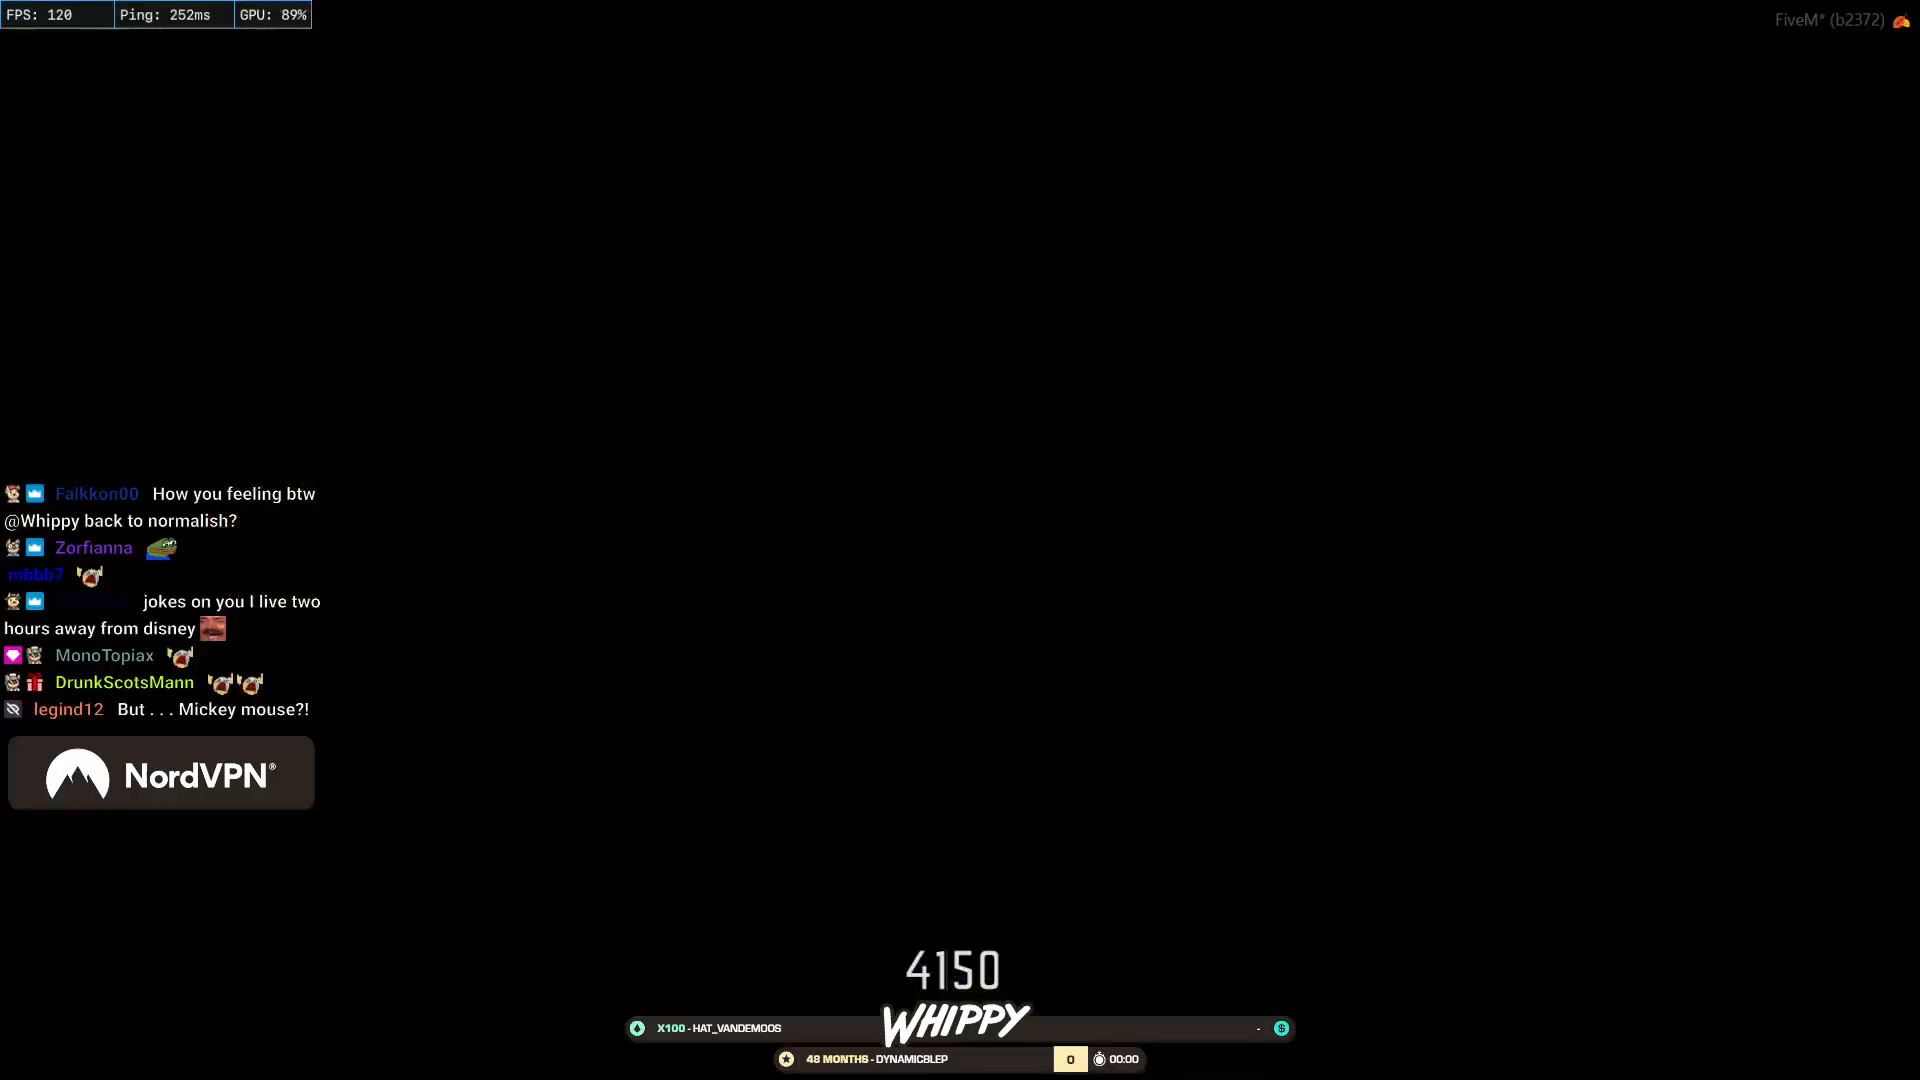 FPS: 120 Ping: 252ms GPU: 89%
FiveM* (b2372)
Falkkon00 How you feeling btw
@Whippy back to normalish?
Zorfianna
mbbb7
jokes on you I live two
hours away from disney
MonoTopiax
DrunkScotsMann
legind12 But . . . Mickey mouse?!
NordVPN®
4150
WHIPPY
X100 - HAT_VANDEMOOS -
48 MONTHS - DYNAMICBLEP 0 00:00